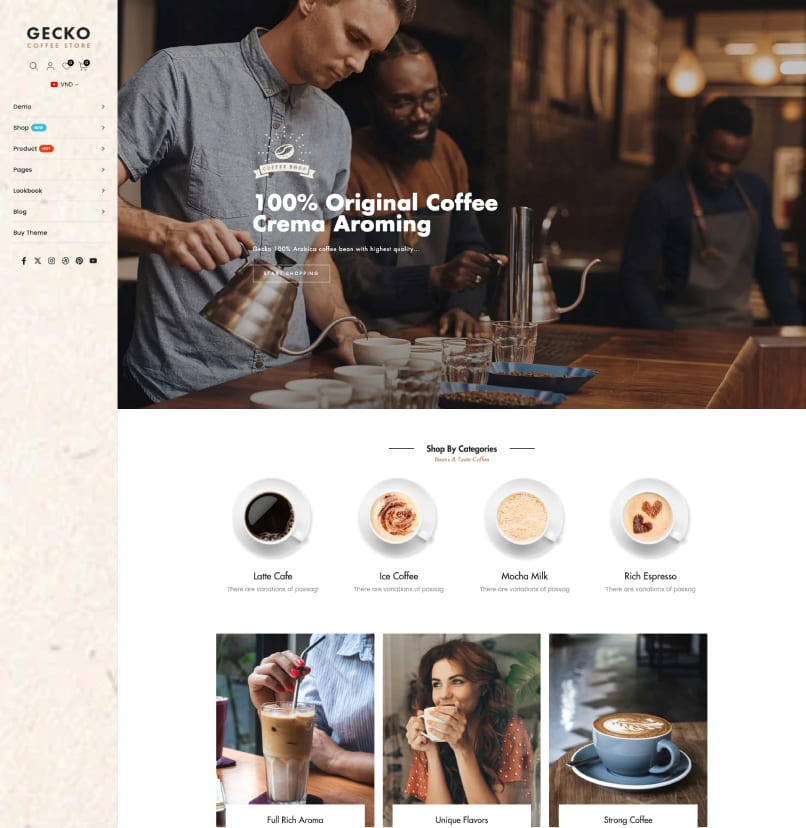 GECKO
COFFEE STORE
0
0
VND
Demo
Shop NEW
Product HOT
Pages
Lookbook
Blog
Buy Theme
COFFEE SHOP
100% Original Coffee
Crema Aroming
Gecko 100% Arabica coffee bean with highest quality...
START SHOPPING
Shop By Categories
Beans & Taste Coffee
Latte Cafe
There are variations of passag!
Ice Coffee
There are variations of passag
Mocha Milk
There are variations of passag
Rich Espresso
There are variations of passag
Full Rich Aroma
Unique Flavors
Strong Coffee